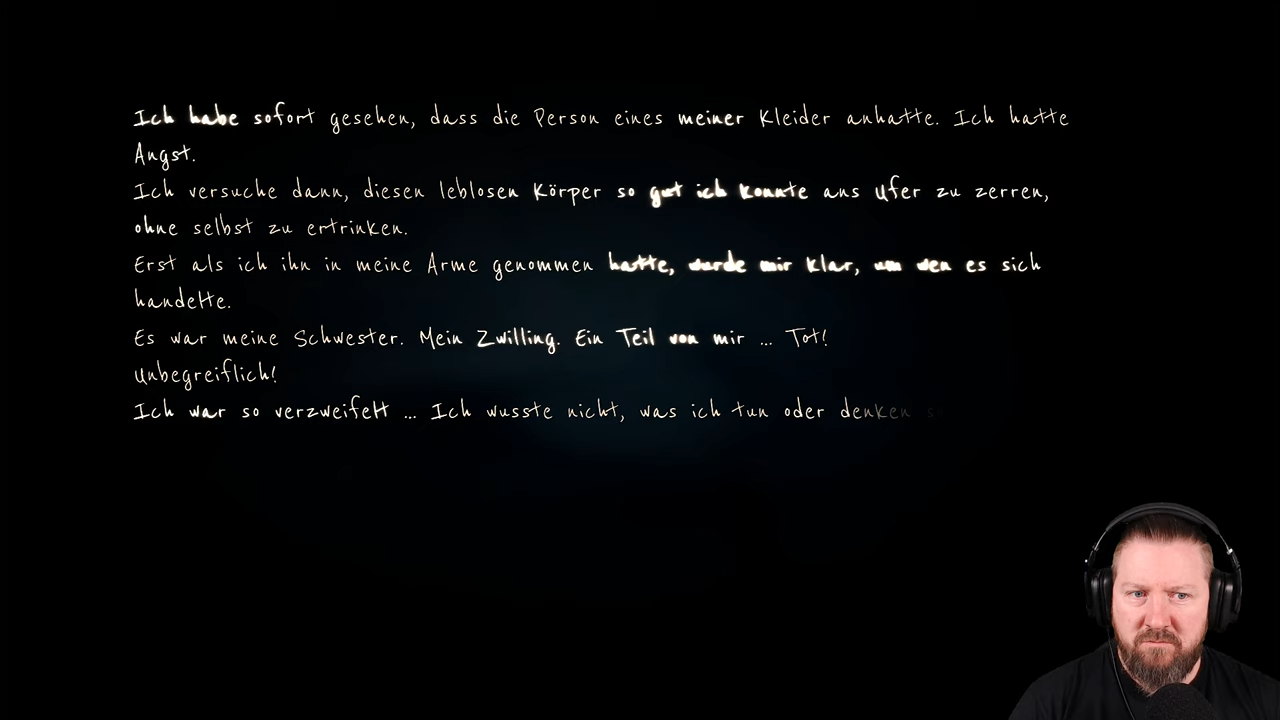 Ich habe sofort gesehen, dass die Person eines meiner Kleider anhatte. Ich hatte
Angst.
Ich versuche dann, diesen leblosen Körper so gut ich konnte ans Ufer zu zerren,
ohne selbst zu ertrinken.
Erst als ich ihn in meine Arme genommen hatte, wurde mir klar, um wen es sich
handelte.
Es war meine Schwester. Mein Zwilling. Ein Teil von mir ... Tot!
Unbegreiflich!
Ich war so verzweifelt ... Ich wusste nicht, was ich tun oder denken